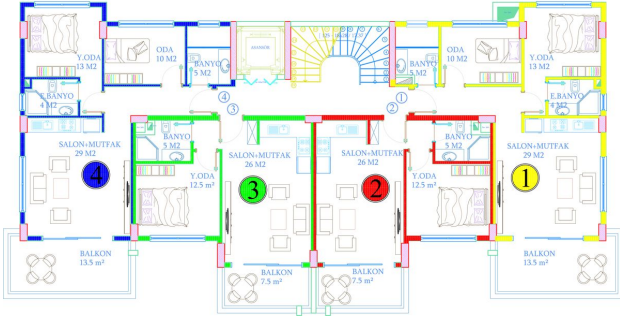 Y.ODA
13 M2
ODA
10 M2
BANYO
5 M2
ASANSÖR
BANYO
5 M2
ODA
10 M2
Y.ODA
13 M2
E.BANYO
4 M2
E.BANYO
4 M2
4
3
1
2
SALON+MUTFAK
29 M2
BANYO
5 M2
SALON+MUTFAK
26 M2
SALON+MUTFAK
26 M2
BANYO
5 M2
SALON+MUTFAK
29 M2
4
Y.ODA
12.5 m²
3
2
Y.ODA
12.5 m²
1
BALKON
13.5 m²
BALKON
7.5 m²
BALKON
7.5 m²
BALKON
13.5 m²